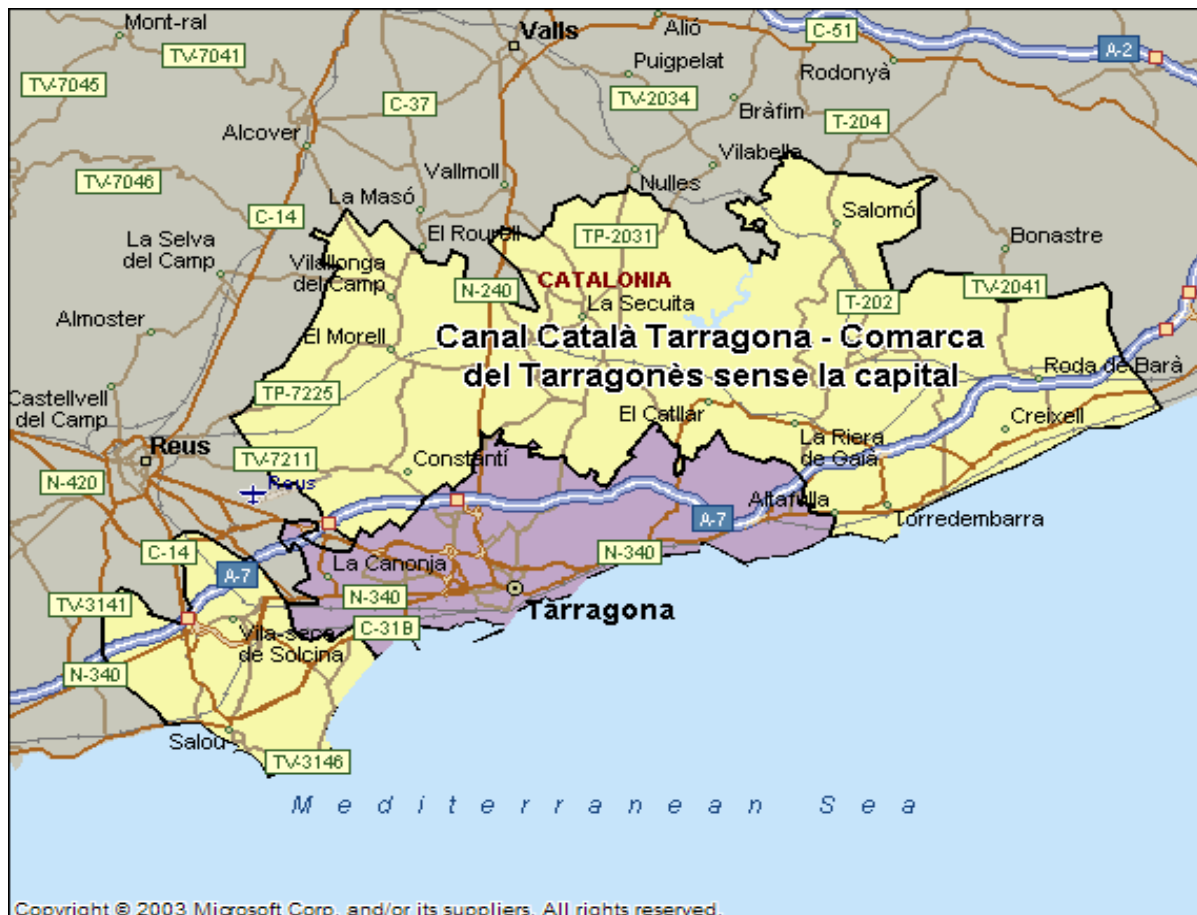 Mont-ral
Valls
Alió
C-51
A-2
TV-7041
Puigpelat
Rodonyà
TV-7045
C-37
TV-2034
Bràfim
T-204
Alcover
Vallmoll
Vilabella
TV-7046
La Masó
Nulles
C-14
Salomó
La Selva
del Camp
El Rourell
TP-2031
Bonastre
Vilallonga
del Camp
CATALONIA
N-240
TV-2041
La Secuita
T-202
Almoster
El Morell
Canal Català Tarragona - Comarca
del Tarragonès sense la capital
Roda de Barà
Castellvell
del Camp
TP-7225
El Catllar
Creixell
Reus
TV-7211
Constantí
La Riera
de Gaià
N-420
Reus
Altafulla
Torredembarra
A-7
C-14
N-340
La Canonja
A-7
TV-3141
N-340
Tarragona
Vila-seca
de Solcina
C-31B
N-340
Salou
TV-3146
Mediterranean Sea
Copyright © 2003 Microsoft Corp. and/or its suppliers. All rights reserved.